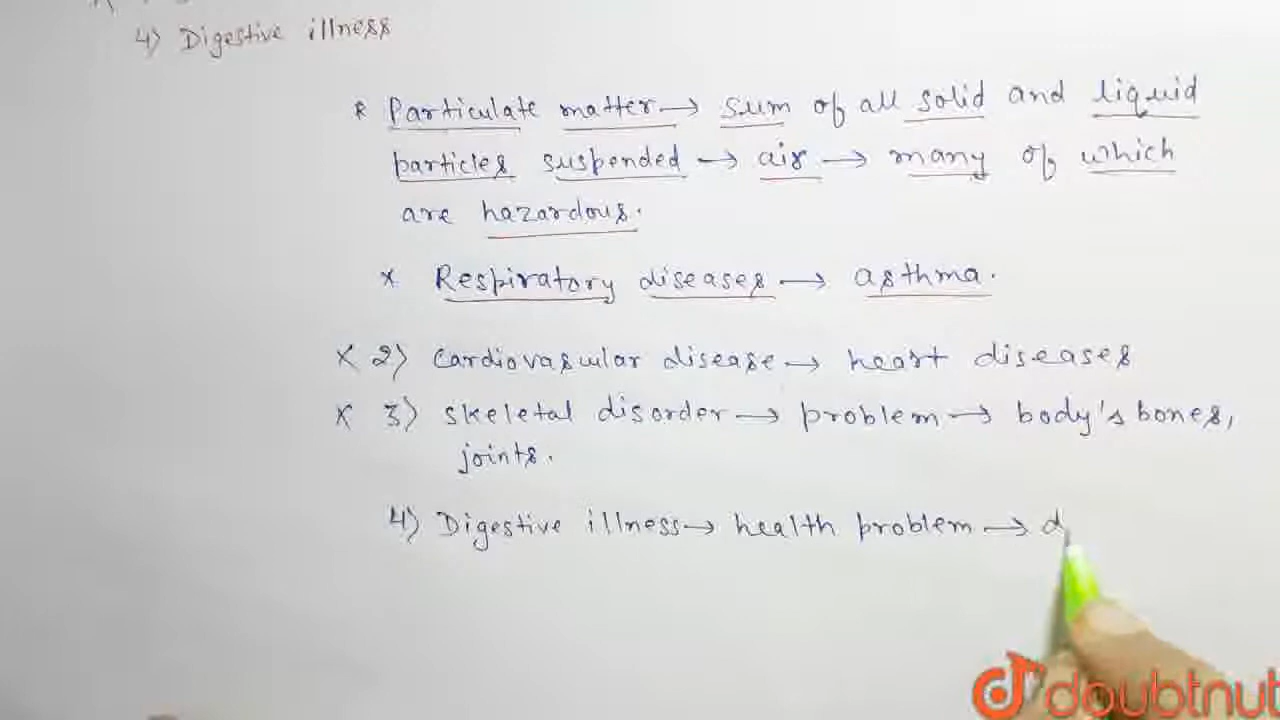 4) Digestive illness
* Particulate matter → sum of all solid and liquid
particles suspended → air → many of which
are hazardous.
* Respiratory diseases → asthma.
× 2) Cardiovascular disease → heart diseases
× 3) Skeletal disorder → problem → body's bones,
joints.
4) Digestive illness → health problem → d
doubtnut